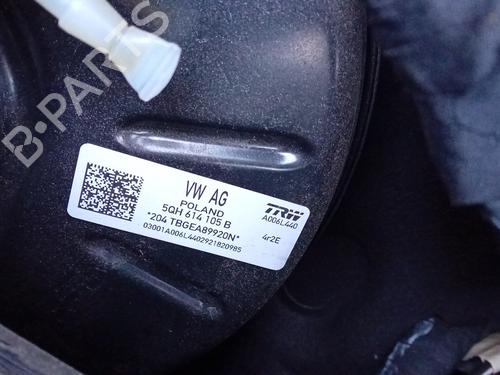 B-PARTS
VW AG
POLAND
5QH 614 105 B
*204 TBGEA89920N*
03001A006L4402921820985
TRW
A006L440
4r2E